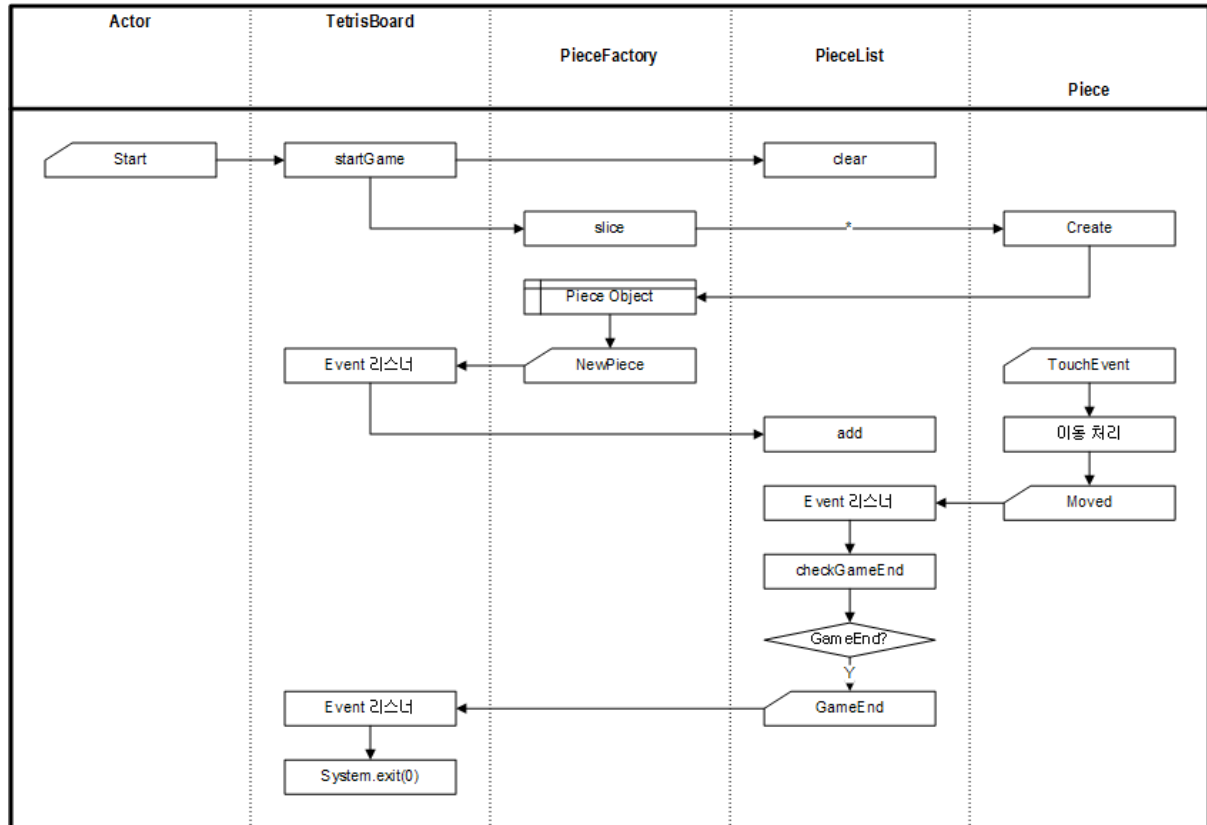 Actor
TetrisBoard
PieceFactory
PieceList
Piece
Start
startGame
clear
slice
*
Create
Piece Object
Event 리스너
NewPiece
TouchEvent
add
이동 처리
Event 리스너
Moved
checkGameEnd
GameEnd?
Y
Event 리스너
GameEnd
System.exit(0)